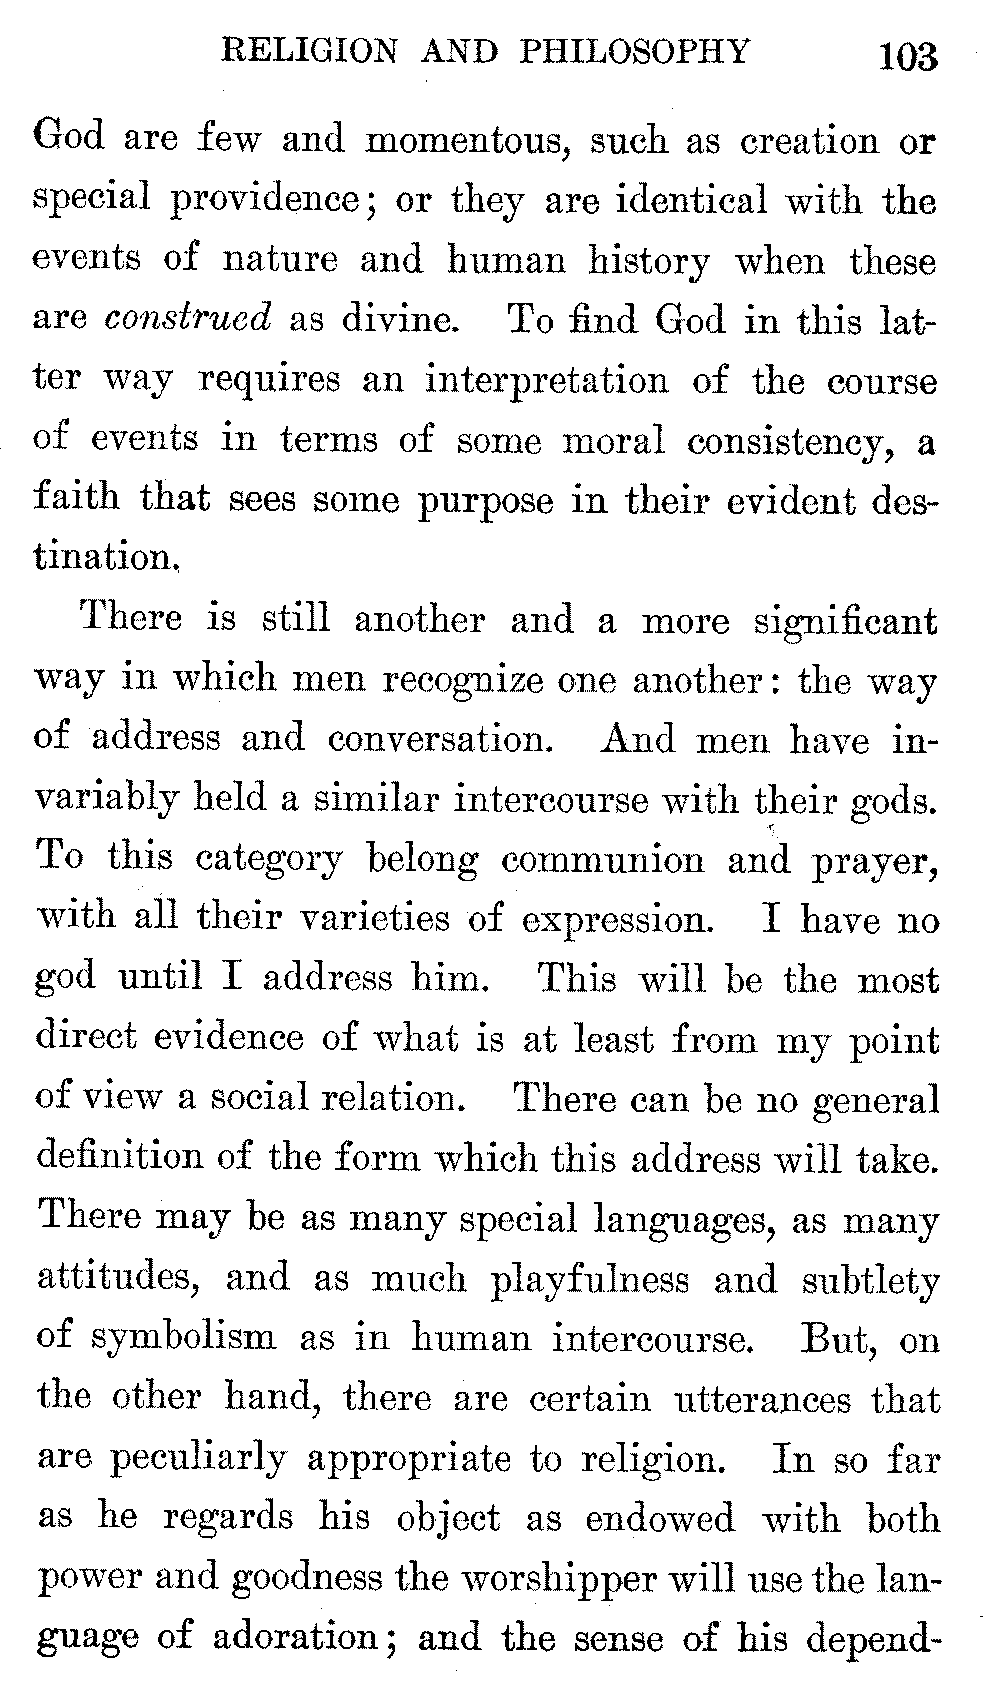 RELIGION AND PHILOSOPHY 103
God are few and momentous, such as creation or
special providence; or they are identical with the
events of nature and human history when these
are construed as divine. To find God in this lat-
ter way requires an interpretation of the course
of events in terms of some moral consistency, a
faith that sees some purpose in their evident des-
tination.
There is still another and a more significant
way in which men recognize one another: the way
of address and conversation. And men have in-
variably held a similar intercourse with their gods.
To this category belong communion and prayer,
with all their varieties of expression. I have no
god until I address him. This will be the most
direct evidence of what is at least from my point
of view a social relation. There can be no general
definition of the form which this address will take.
There may be as many special languages, as many
attitudes, and as much playfulness and subtlety
of symbolism as in human intercourse. But, on
the other hand, there are certain utterances that
are peculiarly appropriate to religion. In so far
as he regards his object as endowed with both
power and goodness the worshipper will use the lan-
guage of adoration; and the sense of his depend-